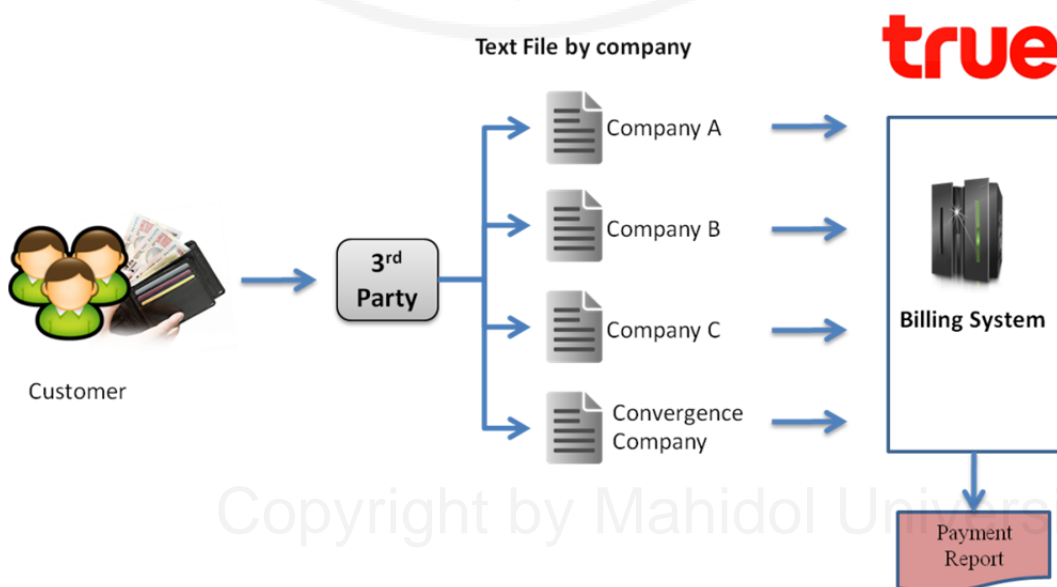 Text File by company
true
Company A
Company B
3rd
Party
Company C
Billing System
Customer
Convergence
Company
Copyright by Mahidol Universi
Payment
Report